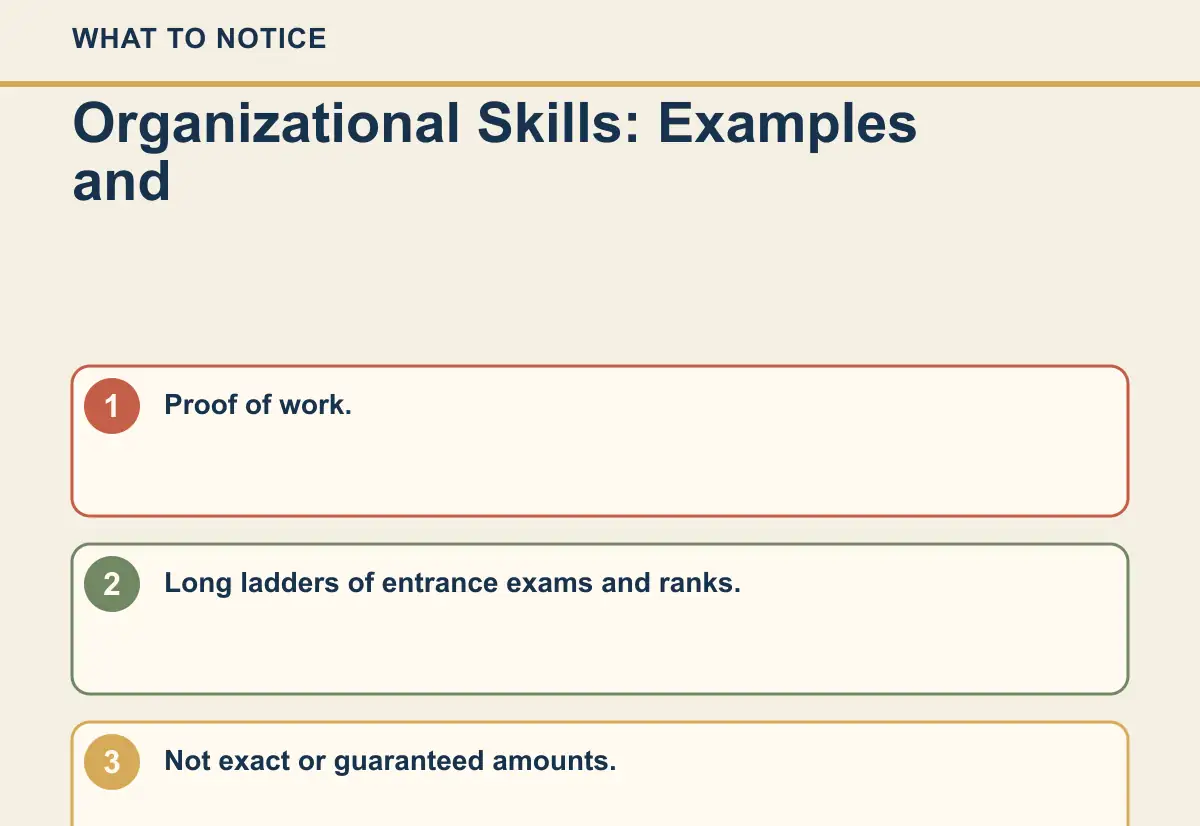 WHAT TO NOTICE
Organizational Skills: Examples
and
1 Proof of work.
2 Long ladders of entrance exams and ranks.
3 Not exact or guaranteed amounts.